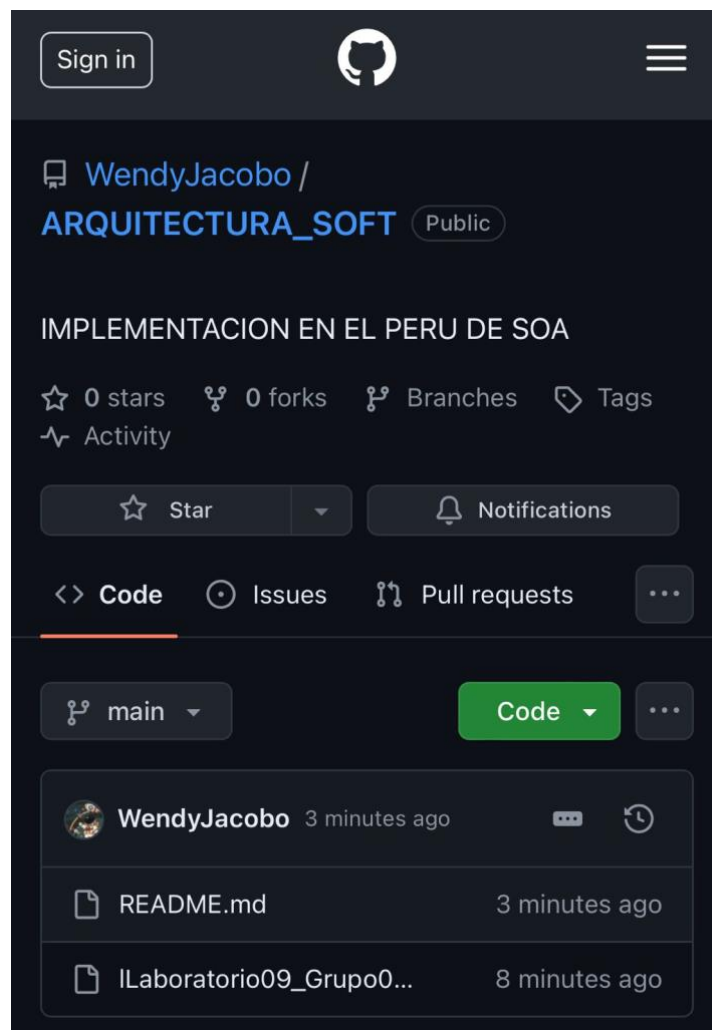 Sign in
WendyJacobo /
ARQUITECTURA_SOFT Public
IMPLEMENTACION EN EL PERU DE SOA
0 stars 0 forks Branches Tags
Activity
Star Notifications
<> Code Issues Pull requests ...
main Code ...
WendyJacobo 3 minutes ago
README.md 3 minutes ago
lLaboratorio09_Grupo0... 8 minutes ago